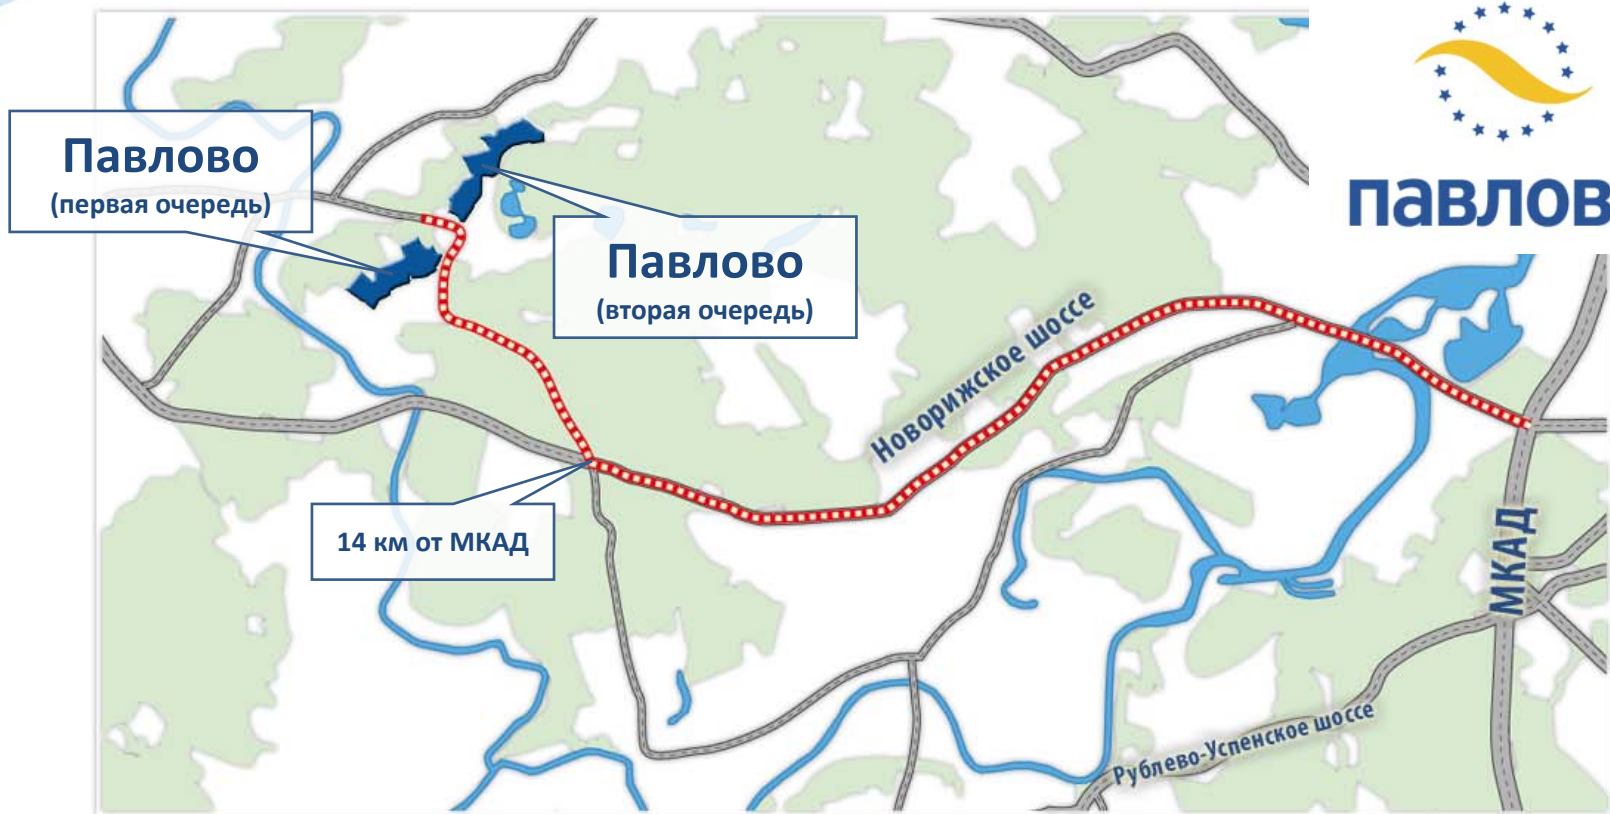 Павлово
(первая очередь)
павлов
Павлово
(вторая очередь)
Новорижское шоссе
14 км от МКАД
МКАД
Рублево-Успенское шоссе